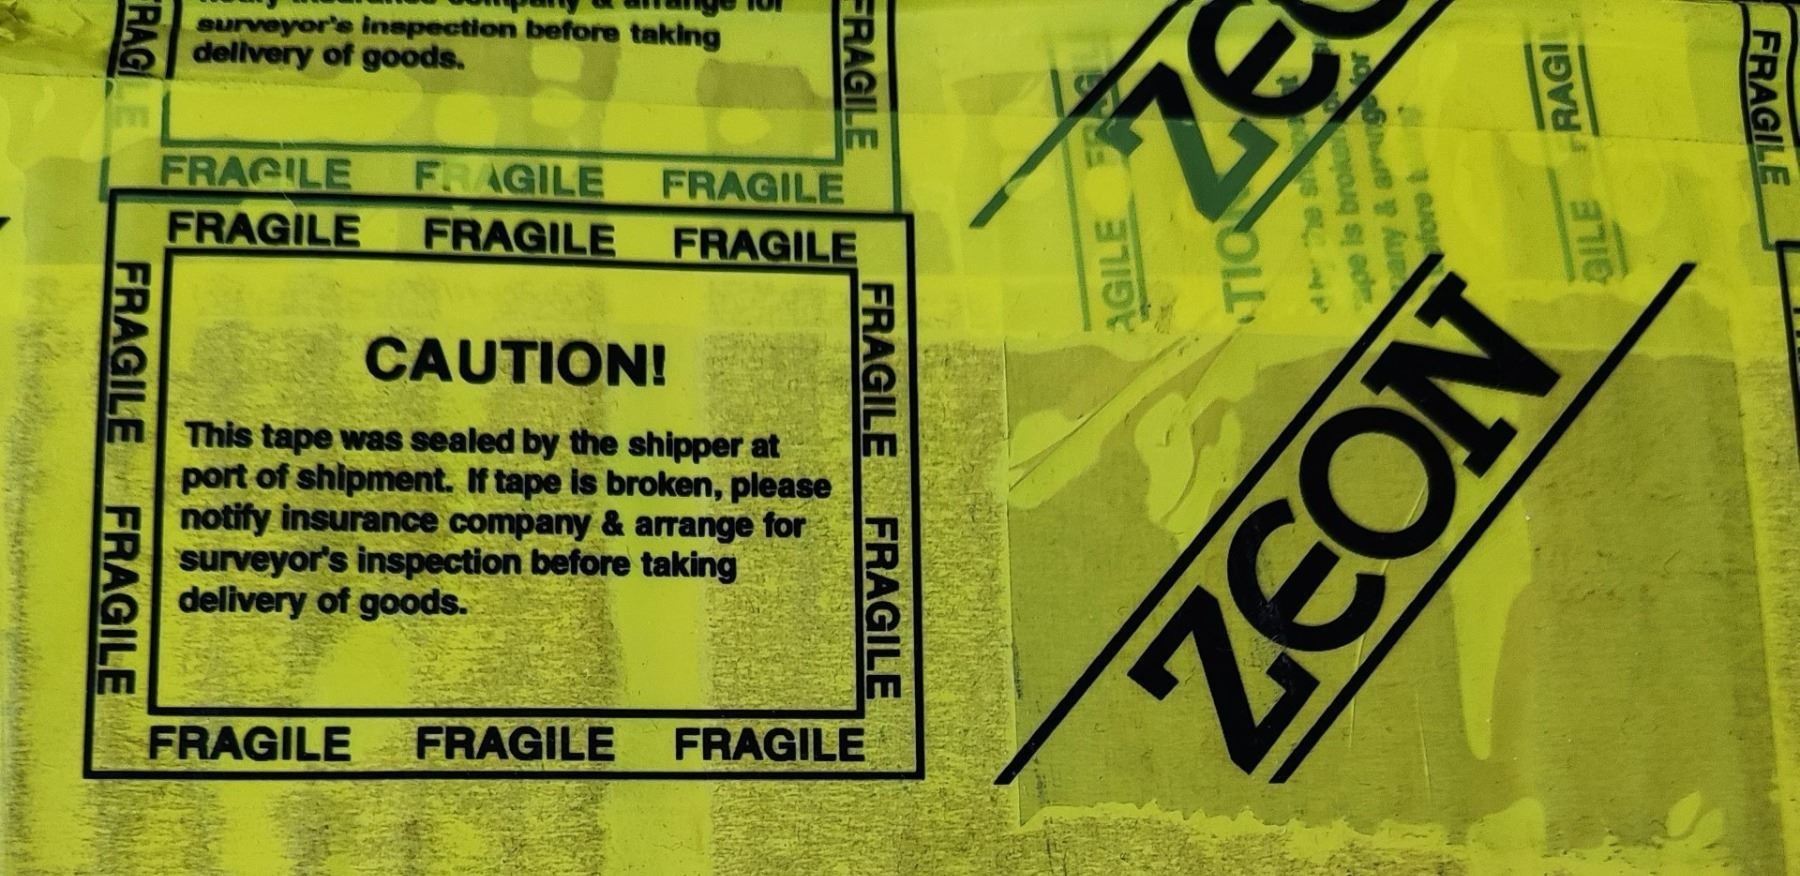 surveyor's inspection before taking
delivery of goods.
FRAGILE
FRAGILE
FRAGILE FRAGILE FRAGILE
FRAGILE FRAGILE FRAGILE
FRAGILE FRAGILE
CAUTION!
This tape was sealed by the shipper at
port of shipment. If tape is broken, please
notify insurance company & arrange for
surveyor's inspection before taking
delivery of goods.
FRAGILE FRAGILE
FRAGILE FRAGILE FRAGILE
ZEON
FRAGILE